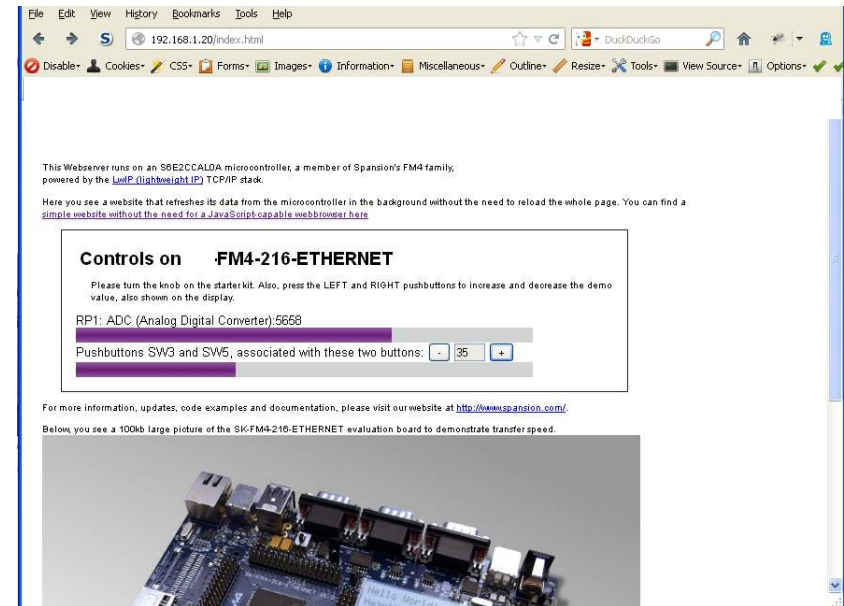 File Edit View History Bookmarks Tools Help
192.168.1.20/index.html DuckDuckGo
Disable Cookies CSS Forms Images Information Miscellaneous Outline Resize Tools View Source Options
This Webserver runs on an S6E2CCAL0A microcontroller, a member of Spansion's FM4 family,
powered by the LwIP (lightweight IP) TCP/IP stack.
Here you see a website that refreshes its data from the microcontroller in the background without the need to reload the whole page. You can find a
simple website without the need for a JavaScript-capable webbrowser here
Controls on -FM4-216-ETHERNET
Please turn the knob on the starterkit. Also, press the LEFT and RIGHT pushbuttons to increase and decrease the demo
value, also shown on the display.
RP1: ADC (Analog Digital Converter):5658
Pushbuttons SW3 and SW5, associated with these two buttons: - 35 +
For more information, updates, code examples and documentation, please visit our website at http://www.spansion.com/.
Below, you see a 100kb large picture of the SK-FM4-216-ETHERNET evaluation board to demonstrate transfer speed.
Hello World!